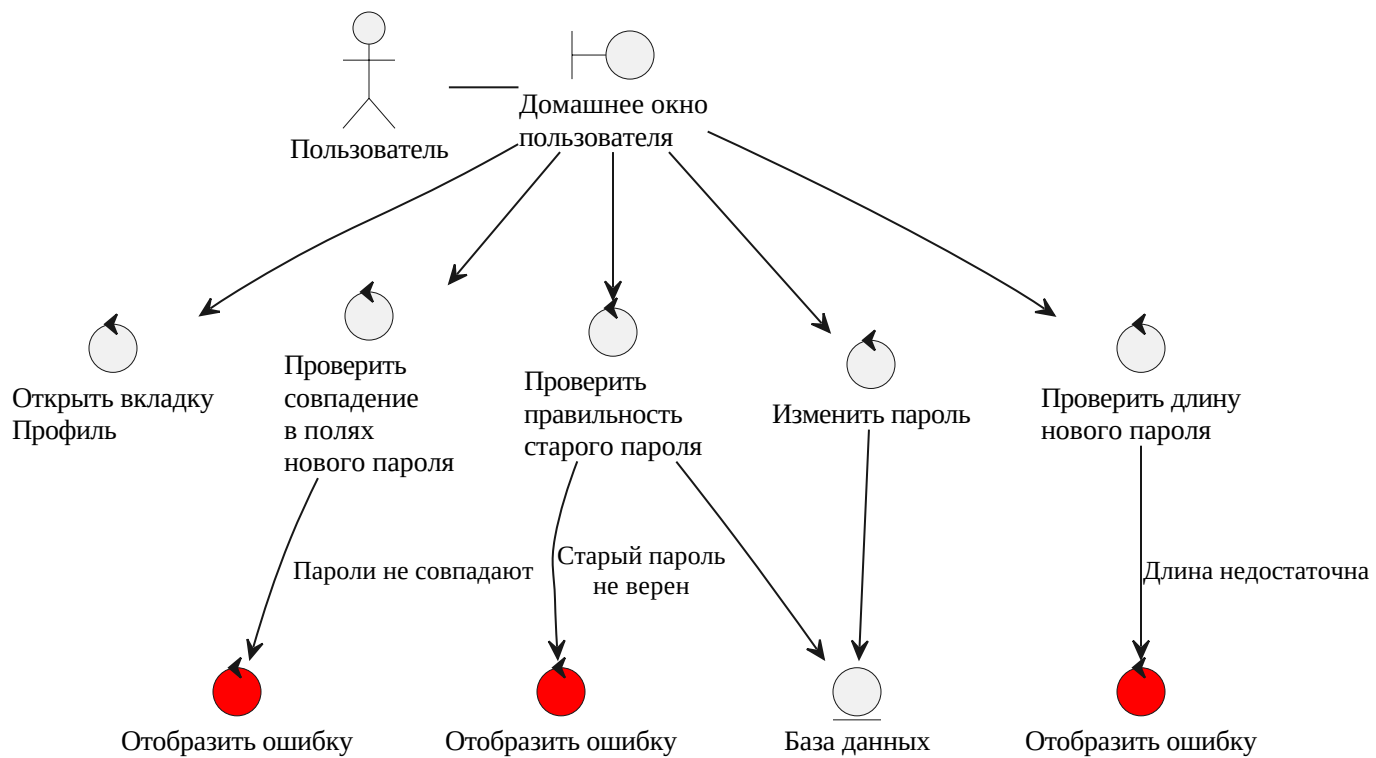 Пользователь
Домашнее окно
пользователя
Открыть вкладку
Профиль
Проверить
совпадение
в полях
нового пароля
Проверить
правильность
старого пароля
Изменить пароль
Проверить длину
нового пароля
Пароли не совпадают
Старый пароль
не верен
Длина недостаточна
Отобразить ошибку
Отобразить ошибку
База данных
Отобразить ошибку